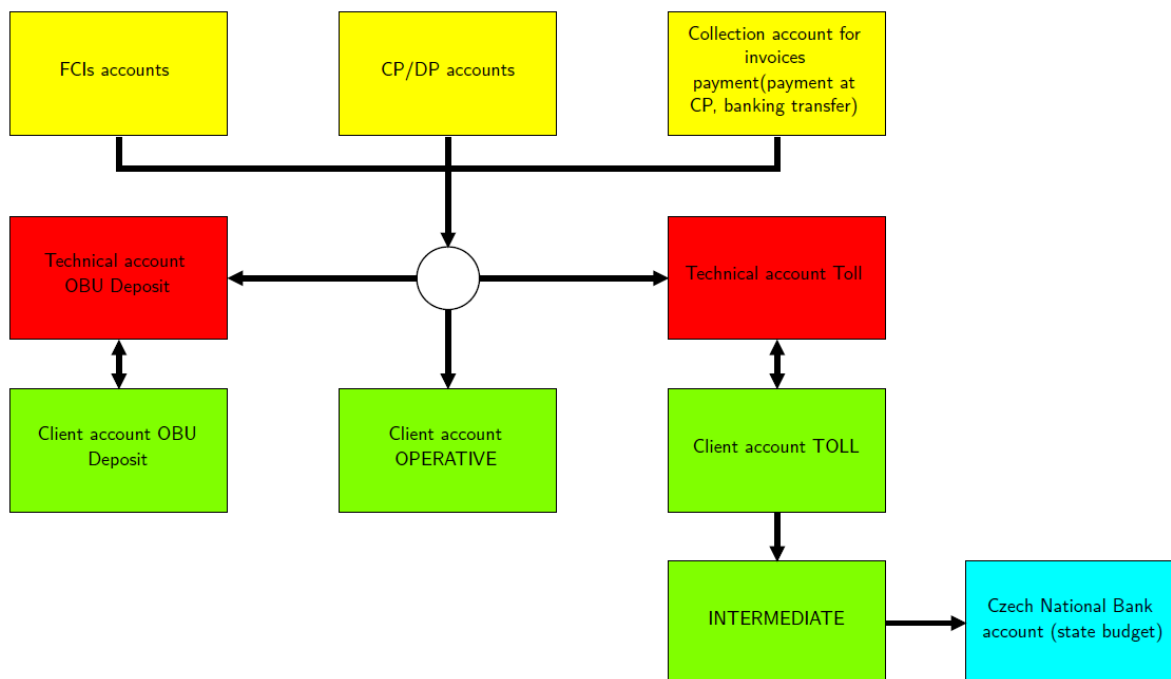 FCIs accounts
CP/DP accounts
Collection account for
invoices
payment(payment at
CP, banking transfer)
Technical account
OBU Deposit
Technical account Toll
Client account OBU
Deposit
Client account
OPERATIVE
Client account TOLL
INTERMEDIATE
Czech National Bank
account (state budget)